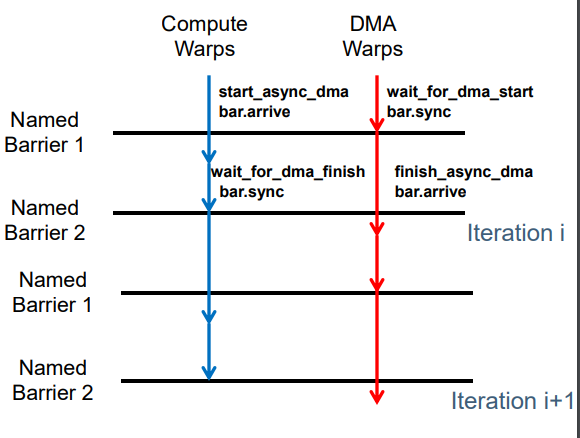 Compute
Warps
DMA
Warps
start_async_dma
bar.arrive
wait_for_dma_start
bar.sync
Named
Barrier 1
wait_for_dma_finish
bar.sync
finish_async_dma
bar.arrive
Named
Barrier 2
Iteration i
Named
Barrier 1
Named
Barrier 2
Iteration i+1